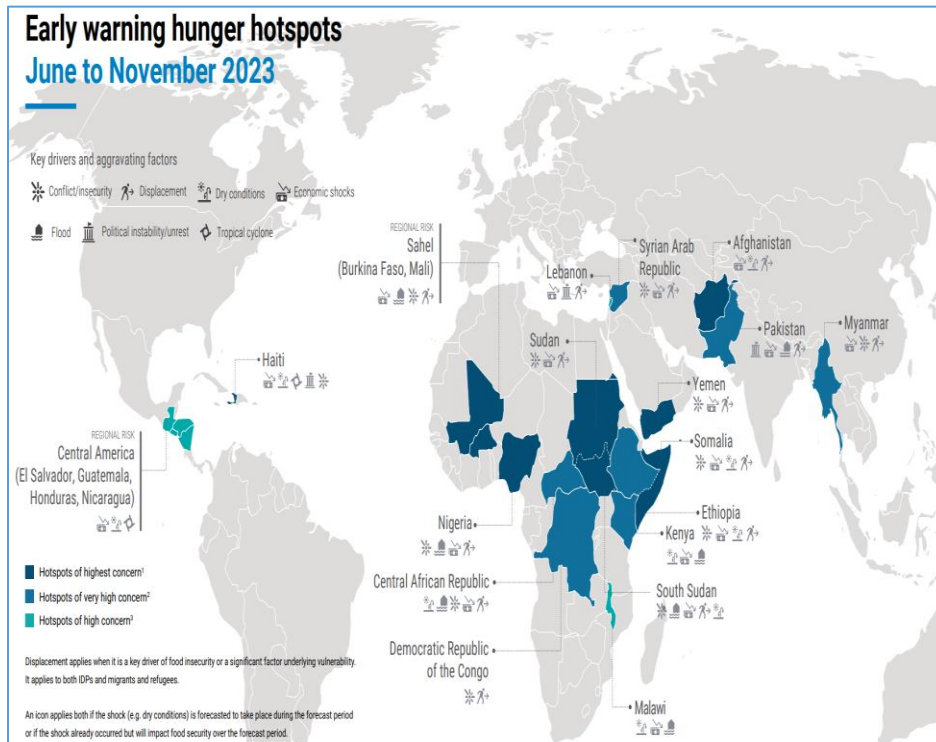 Early warning hunger hotspots
June to November 2023
Key drivers and aggravating factors
Conflict/insecurity
Displacement
Dry conditions
Economic shocks
Flood
Political instability/unrest
Tropical cyclone
REGIONAL RISK
Sahel
(Burkina Faso, Mali)
Lebanon
Syrian Arab
Republic
Afghanistan
Pakistan
Myanmar
Sudan
Haiti
Yemen
REGIONAL RISK
Central America
(El Salvador, Guatemala,
Honduras, Nicaragua)
Somalia
Nigeria
Ethiopia
Kenya
Central African Republic
South Sudan
Democratic Republic
of the Congo
Malawi
Hotspots of highest concern¹
Hotspots of very high concern²
Hotspots of high concern³
Displacement applies when it is a key driver of food insecurity or a significant factor underlying vulnerability.
It applies to both IDPs and migrants and refugees.
An icon applies both if the shock (e.g. dry conditions) is forecasted to take place during the forecast period
or if the shock already occurred but will impact food security over the forecast period.